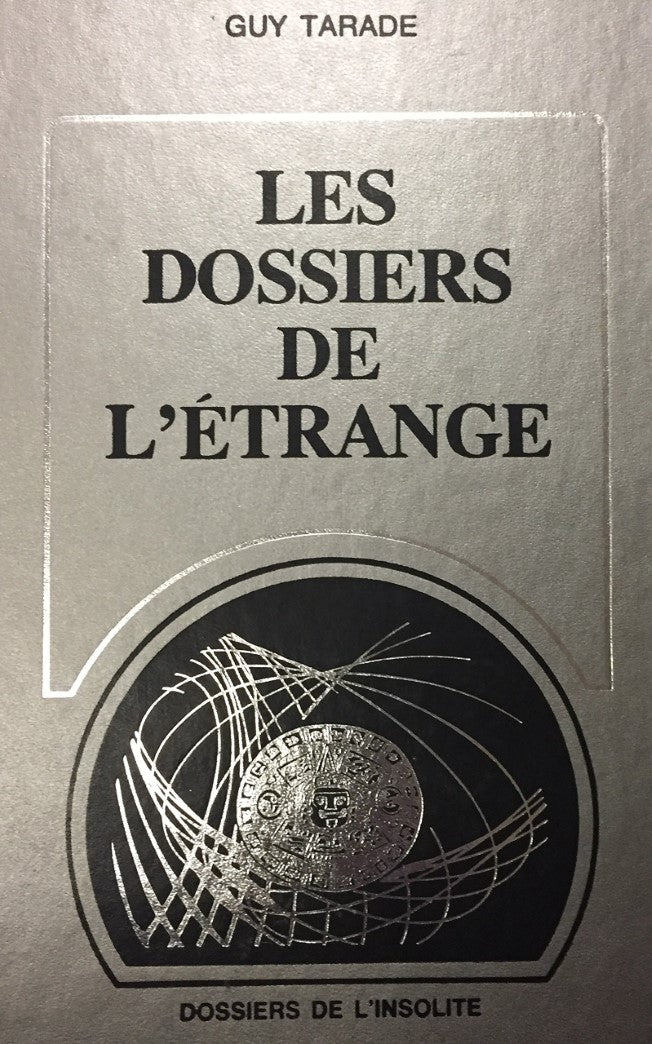 GUY TARADE
LES
DOSSIERS
DE
L'ÉTRANGE
DOSSIERS DE L'INSOLITE